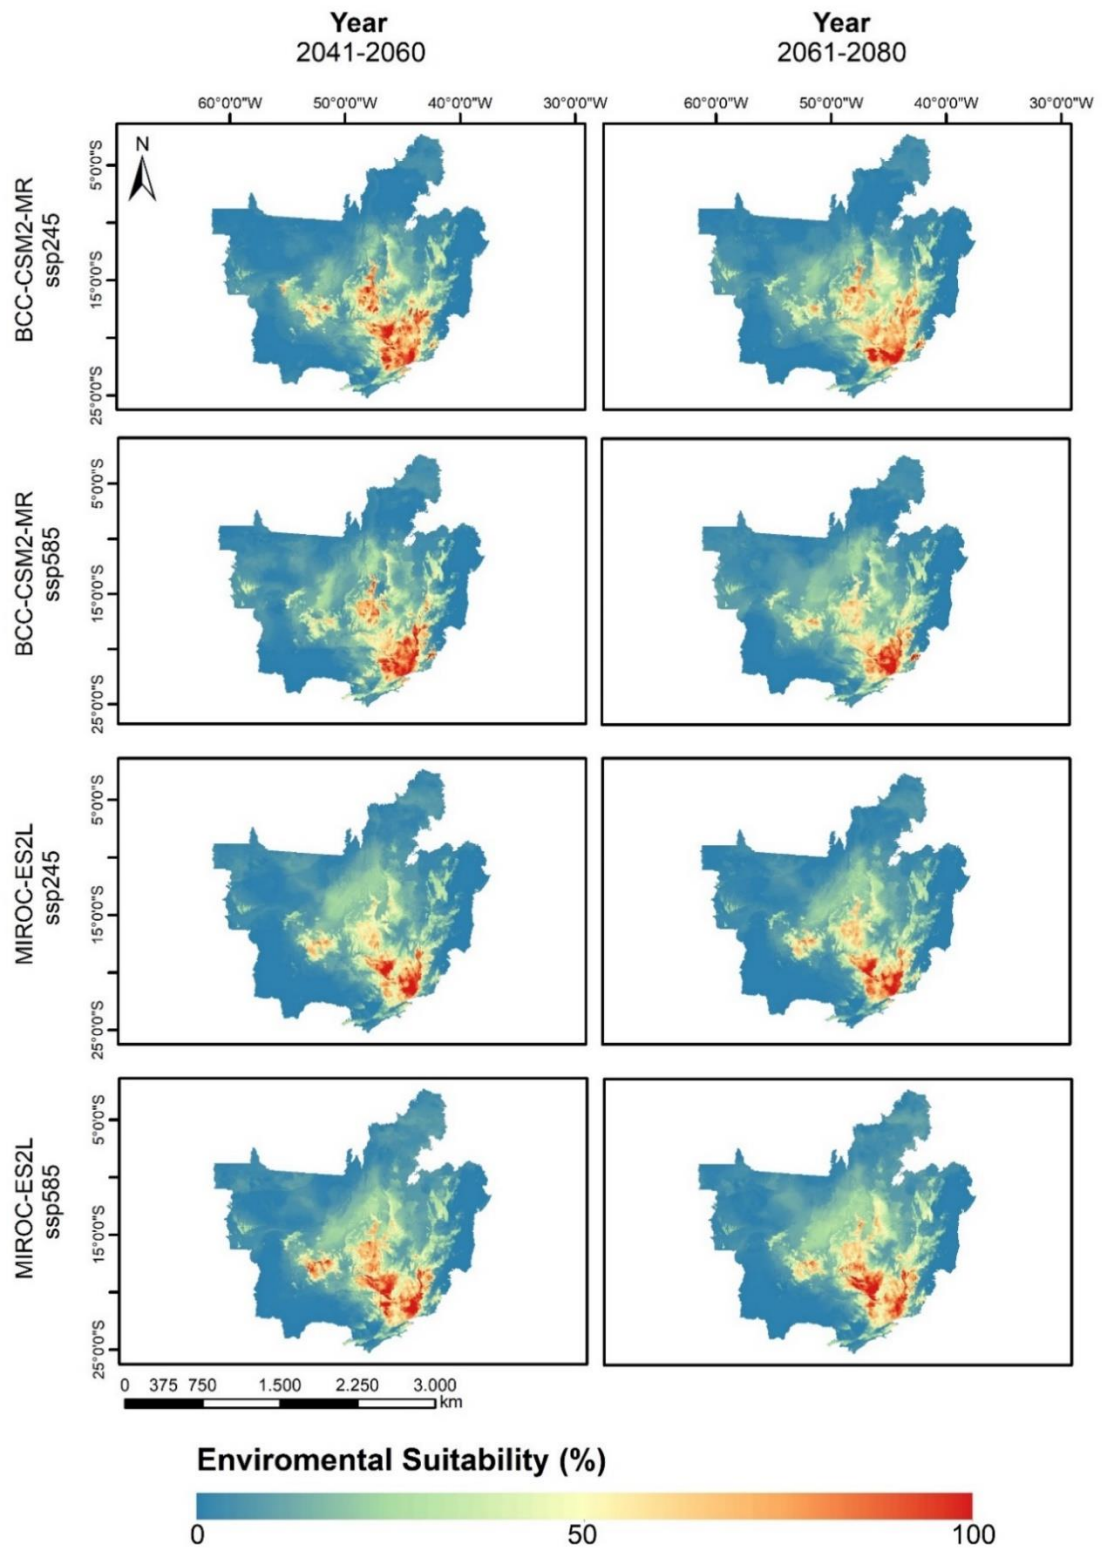 Year
2041-2060
Year
2061-2080
60°0'0"W 50°0'0"W 40°0'0"W 30°0'0"W
60°0'0"W 50°0'0"W 40°0'0"W 30°0'0"W
N
BCC-CSM2-MR
ssp245
5°0'0"S
15°0'0"S
25°0'0"S
BCC-CSM2-MR
ssp585
5°0'0"S
15°0'0"S
25°0'0"S
MIROC-ES2L
ssp245
5°0'0"S
15°0'0"S
25°0'0"S
MIROC-ES2L
ssp585
5°0'0"S
15°0'0"S
25°0'0"S
0 375 750 1.500 2.250 3.000
km
Enviromental Suitability (%)
0 50 100